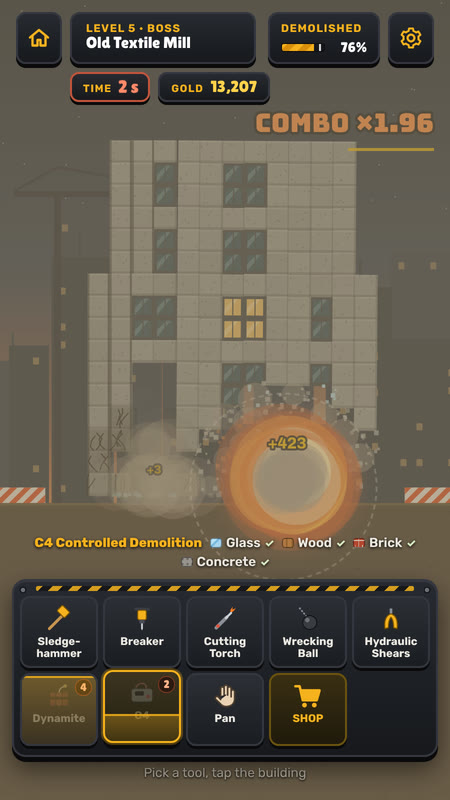 LEVEL 5 • BOSS
Old Textile Mill
DEMOLISHED
76%
TIME 2 s
GOLD 13,207
COMBO ×1.96
+423
+3
C4 Controlled Demolition Glass ✓ Wood ✓ Brick ✓
Concrete ✓
Sledge-
hammer
Breaker
Cutting
Torch
Wrecking
Ball
Hydraulic
Shears
4
Dynamite
2
C4
Pan
SHOP
Pick a tool, tap the building